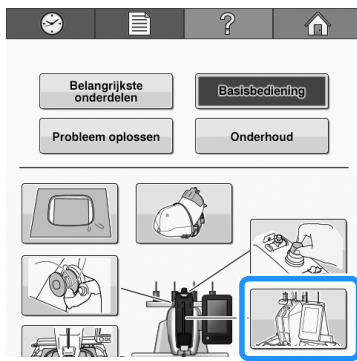 Belangrijkste
onderdelen
Basisbediening
Probleem oplossen
Onderhoud